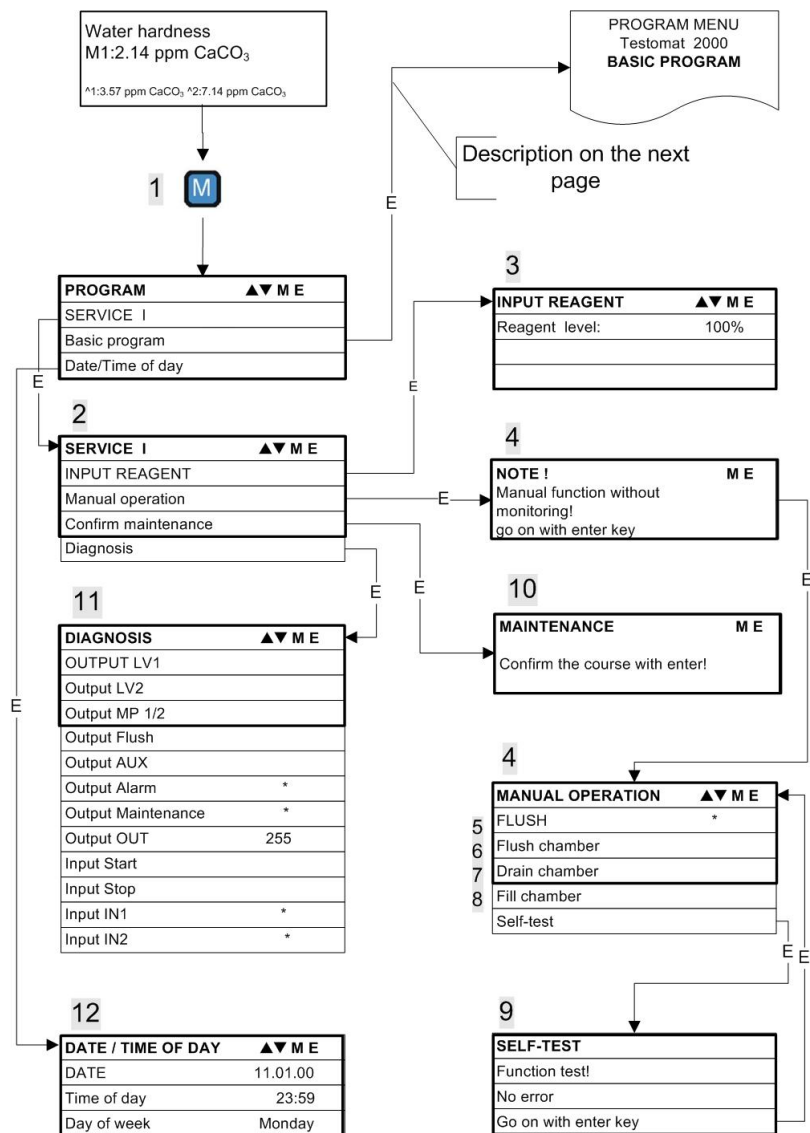 Water hardness
M1:2.14 ppm CaCO₃
^1:3.57 ppm CaCO₃ ^2:7.14 ppm CaCO₃
PROGRAM MENU
Testomat 2000
BASIC PROGRAM
Description on the next
page
1 M
E
PROGRAM ▲▼ M E
SERVICE I
Basic program
Date/Time of day
E
3
INPUT REAGENT ▲▼ M E
Reagent level: 100%
E
2
SERVICE I ▲▼ M E
INPUT REAGENT
Manual operation
Confirm maintenance
Diagnosis
E
4
NOTE ! M E
Manual function without
monitoring!
go on with enter key
E
E
E
10
MAINTENANCE M E
Confirm the course with enter!
11
DIAGNOSIS ▲▼ M E
OUTPUT LV1
Output LV2
Output MP 1/2
Output Flush
Output AUX
Output Alarm *
Output Maintenance *
Output OUT 255
Input Start
Input Stop
Input IN1 *
Input IN2 *
E
4
MANUAL OPERATION ▲▼ M E
5 FLUSH *
6 Flush chamber
7 Drain chamber
8 Fill chamber
Self-test
E E
12
DATE / TIME OF DAY ▲▼ M E
DATE 11.01.00
Time of day 23:59
Day of week Monday
9
SELF-TEST
Function test!
No error
Go on with enter key